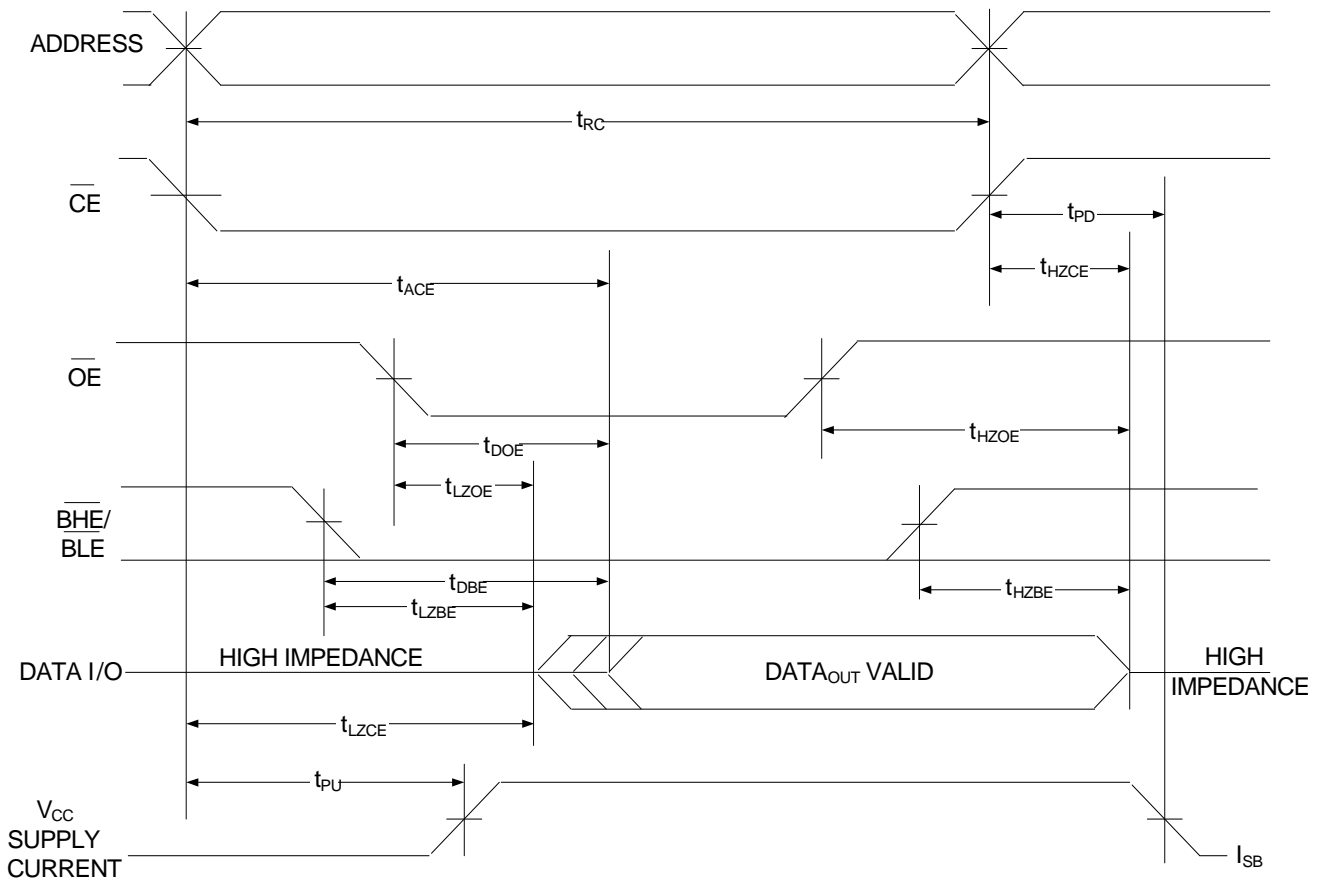 ADDRESS
tRC
CE
tPD
tHZCE
tACE
OE
tHZOE
tDOE
tLZOE
BHE/
BLE
tDBE
tHZBE
tLZBE
DATA I/O
HIGH IMPEDANCE
DATAOUT VALID
HIGH
IMPEDANCE
tLZCE
tPU
VCC
SUPPLY
CURRENT
ISB